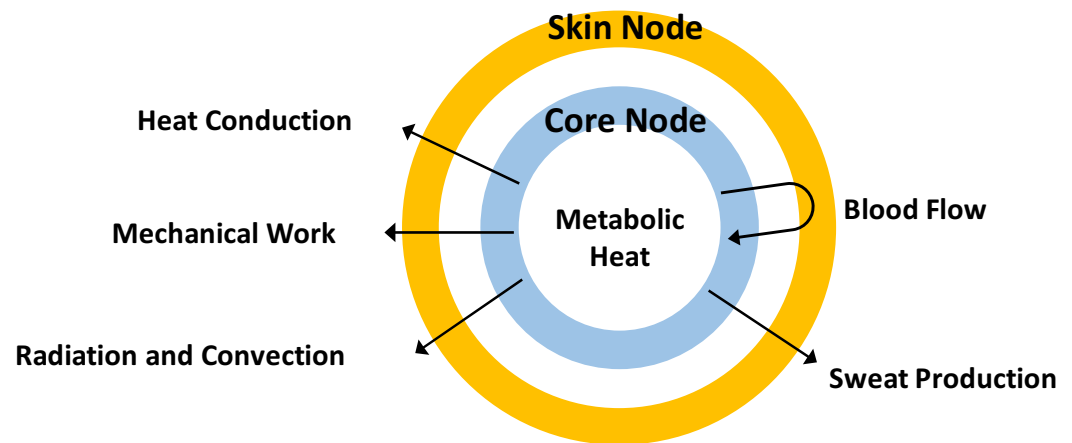 Skin Node
Core Node
Heat Conduction
Blood Flow
Metabolic
Heat
Mechanical Work
Radiation and Convection
Sweat Production